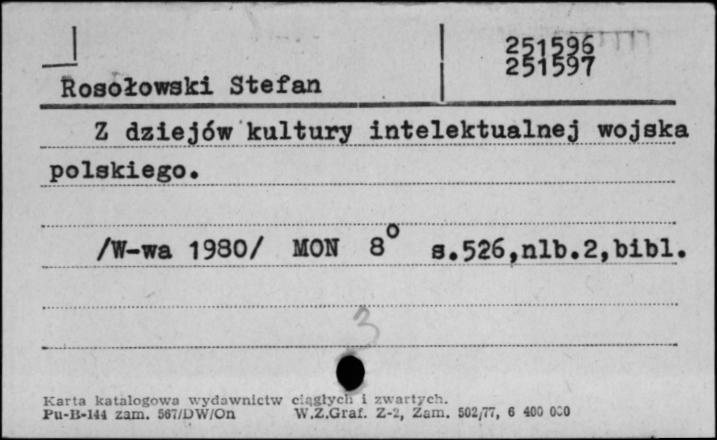 251596
251597
Rosołowski Stefan
Z dziejów kultury intelektualnej wojska
polskiego.
/W-wa 1980/ MON 8° s.526,nlb.2,bibl.
3
Karta katalogowa wydawnictw ciągłych i zwartych.
Pu-B-144 zam. 567/DW/On W.Z.Graf. Z-2, Zam. 502/77, 6 400 000